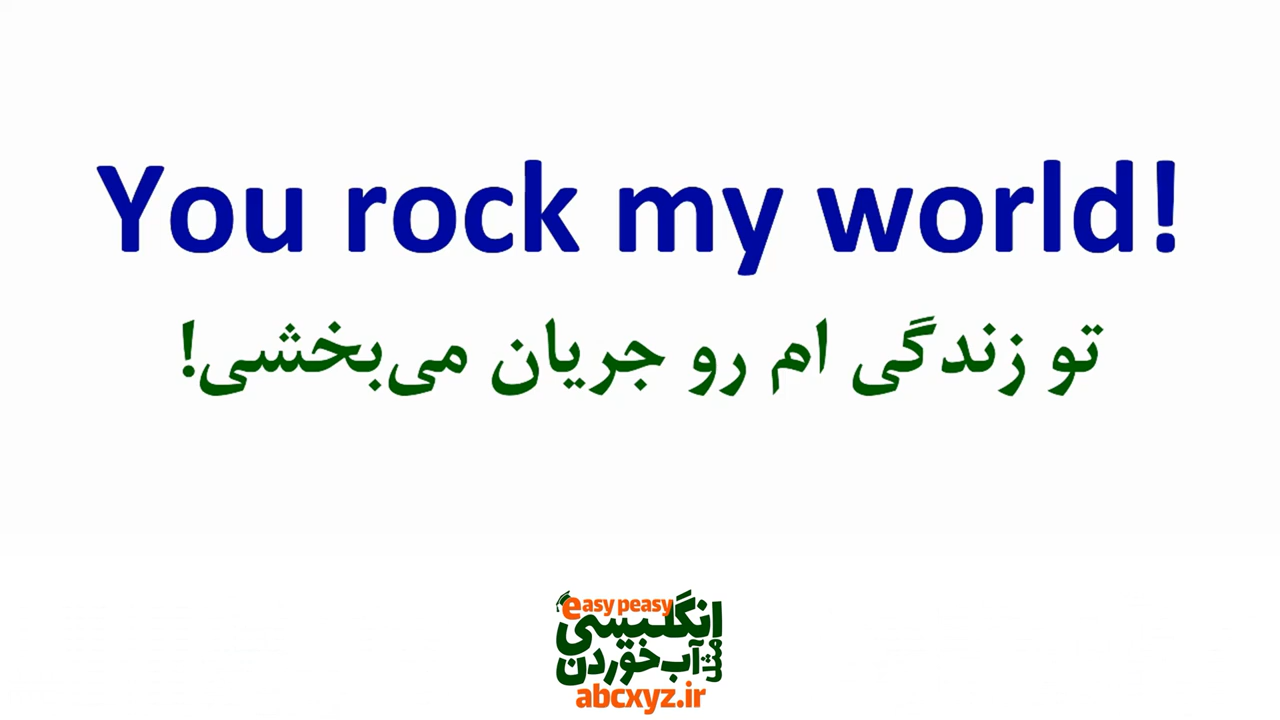 You rock my world!
تو زندگی ام رو جریان می‌بخشی!
easy peasy
انگلیسی
مثل آب خوردن
abcxyz.ir